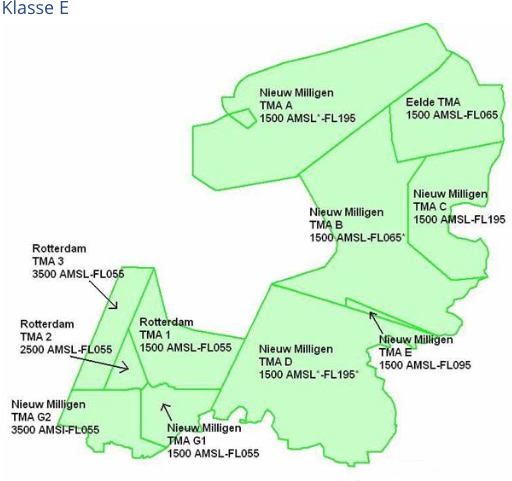 Klasse E
Nieuw Milligen
TMA A
1500 AMSL*-FL195
Eelde TMA
1500 AMSL-FL065
Nieuw Milligen
TMA C
1500 AMSL-FL195
Nieuw Milligen
TMA B
1500 AMSL-FL065*
Rotterdam
TMA 3
3500 AMSL-FL055
Rotterdam
TMA 2
2500 AMSL-FL055
Rotterdam
TMA 1
1500 AMSL-FL055
Nieuw Milligen
TMA D
1500 AMSL*-FL195*
Nieuw Milligen
TMA E
1500 AMSL-FL095
Nieuw Milligen
TMA G2
3500 AMSl-FL055
Nieuw Milligen
TMA G1
1500 AMSL-FL055